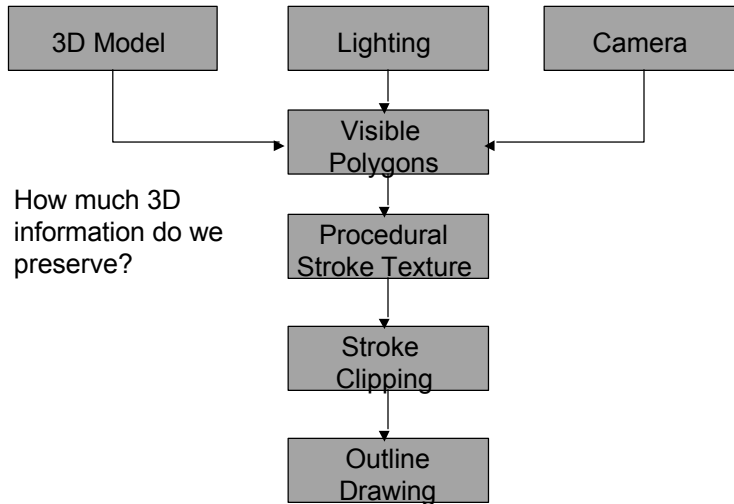 3D Model
Lighting
Camera
Visible
Polygons
How much 3D
information do we
preserve?
Procedural
Stroke Texture
Stroke
Clipping
Outline
Drawing